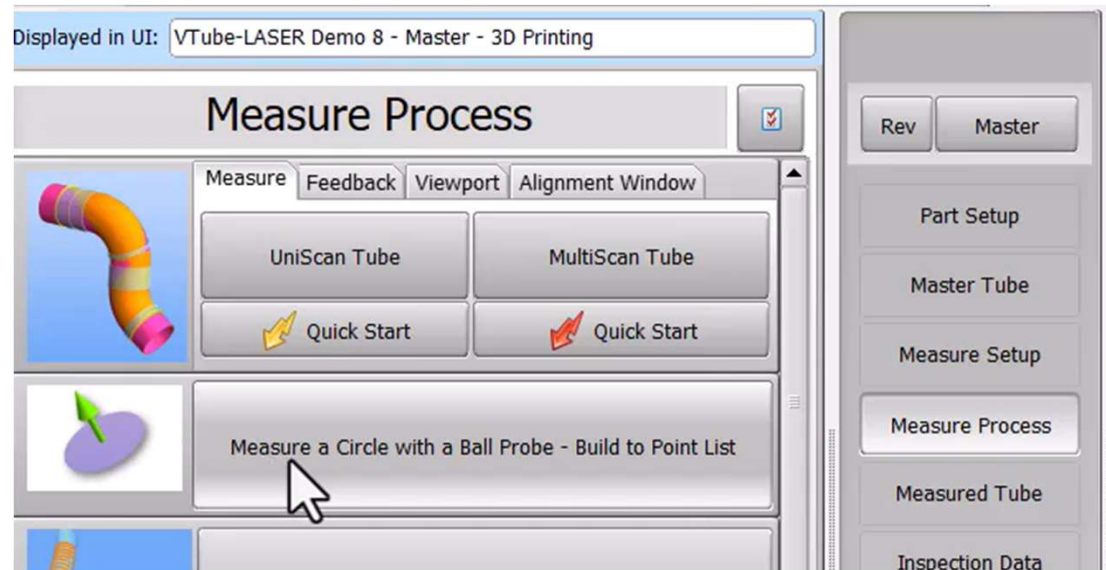 Displayed in UI: VTube-LASER Demo 8 - Master - 3D Printing
Measure Process
Rev Master
Measure Feedback Viewport Alignment Window
UniScan Tube MultiScan Tube
Quick Start Quick Start
Measure a Circle with a Ball Probe - Build to Point List
Part Setup
Master Tube
Measure Setup
Measure Process
Measured Tube
Inspection Data